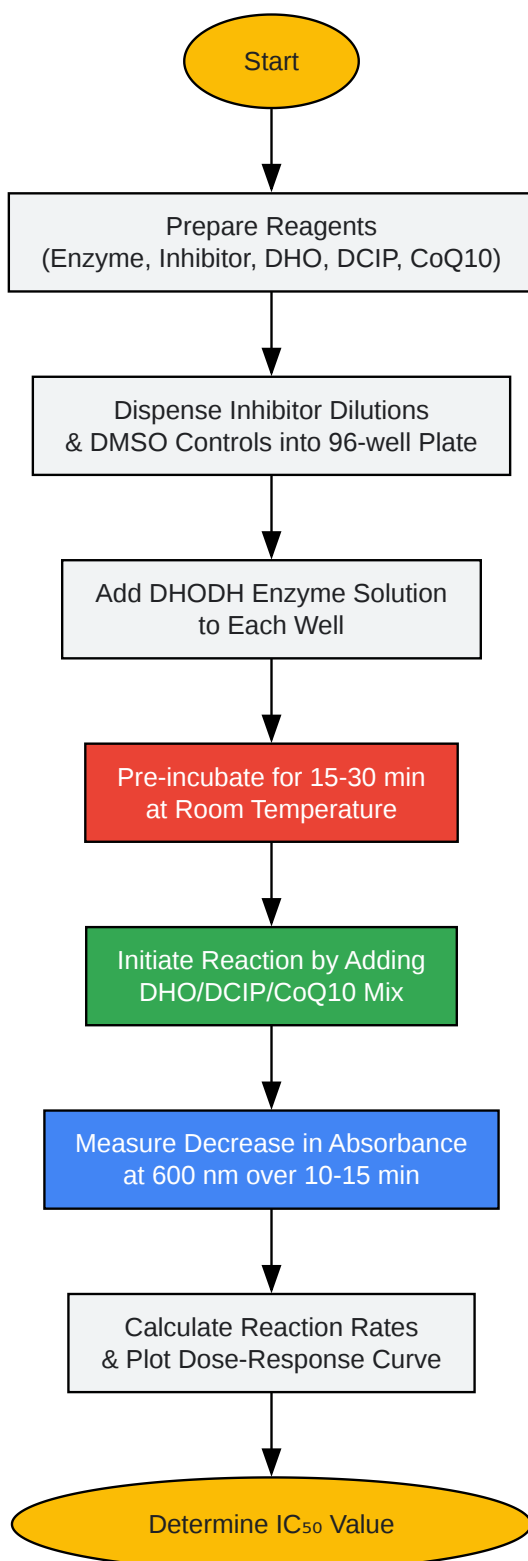 Start
Prepare Reagents
(Enzyme, Inhibitor, DHO, DCIP, CoQ10)
Dispense Inhibitor Dilutions
& DMSO Controls into 96-well Plate
Add DHODH Enzyme Solution
to Each Well
Pre-incubate for 15-30 min
at Room Temperature
Initiate Reaction by Adding
DHO/DCIP/CoQ10 Mix
Measure Decrease in Absorbance
at 600 nm over 10-15 min
Calculate Reaction Rates
& Plot Dose-Response Curve
Determine IC₅₀ Value